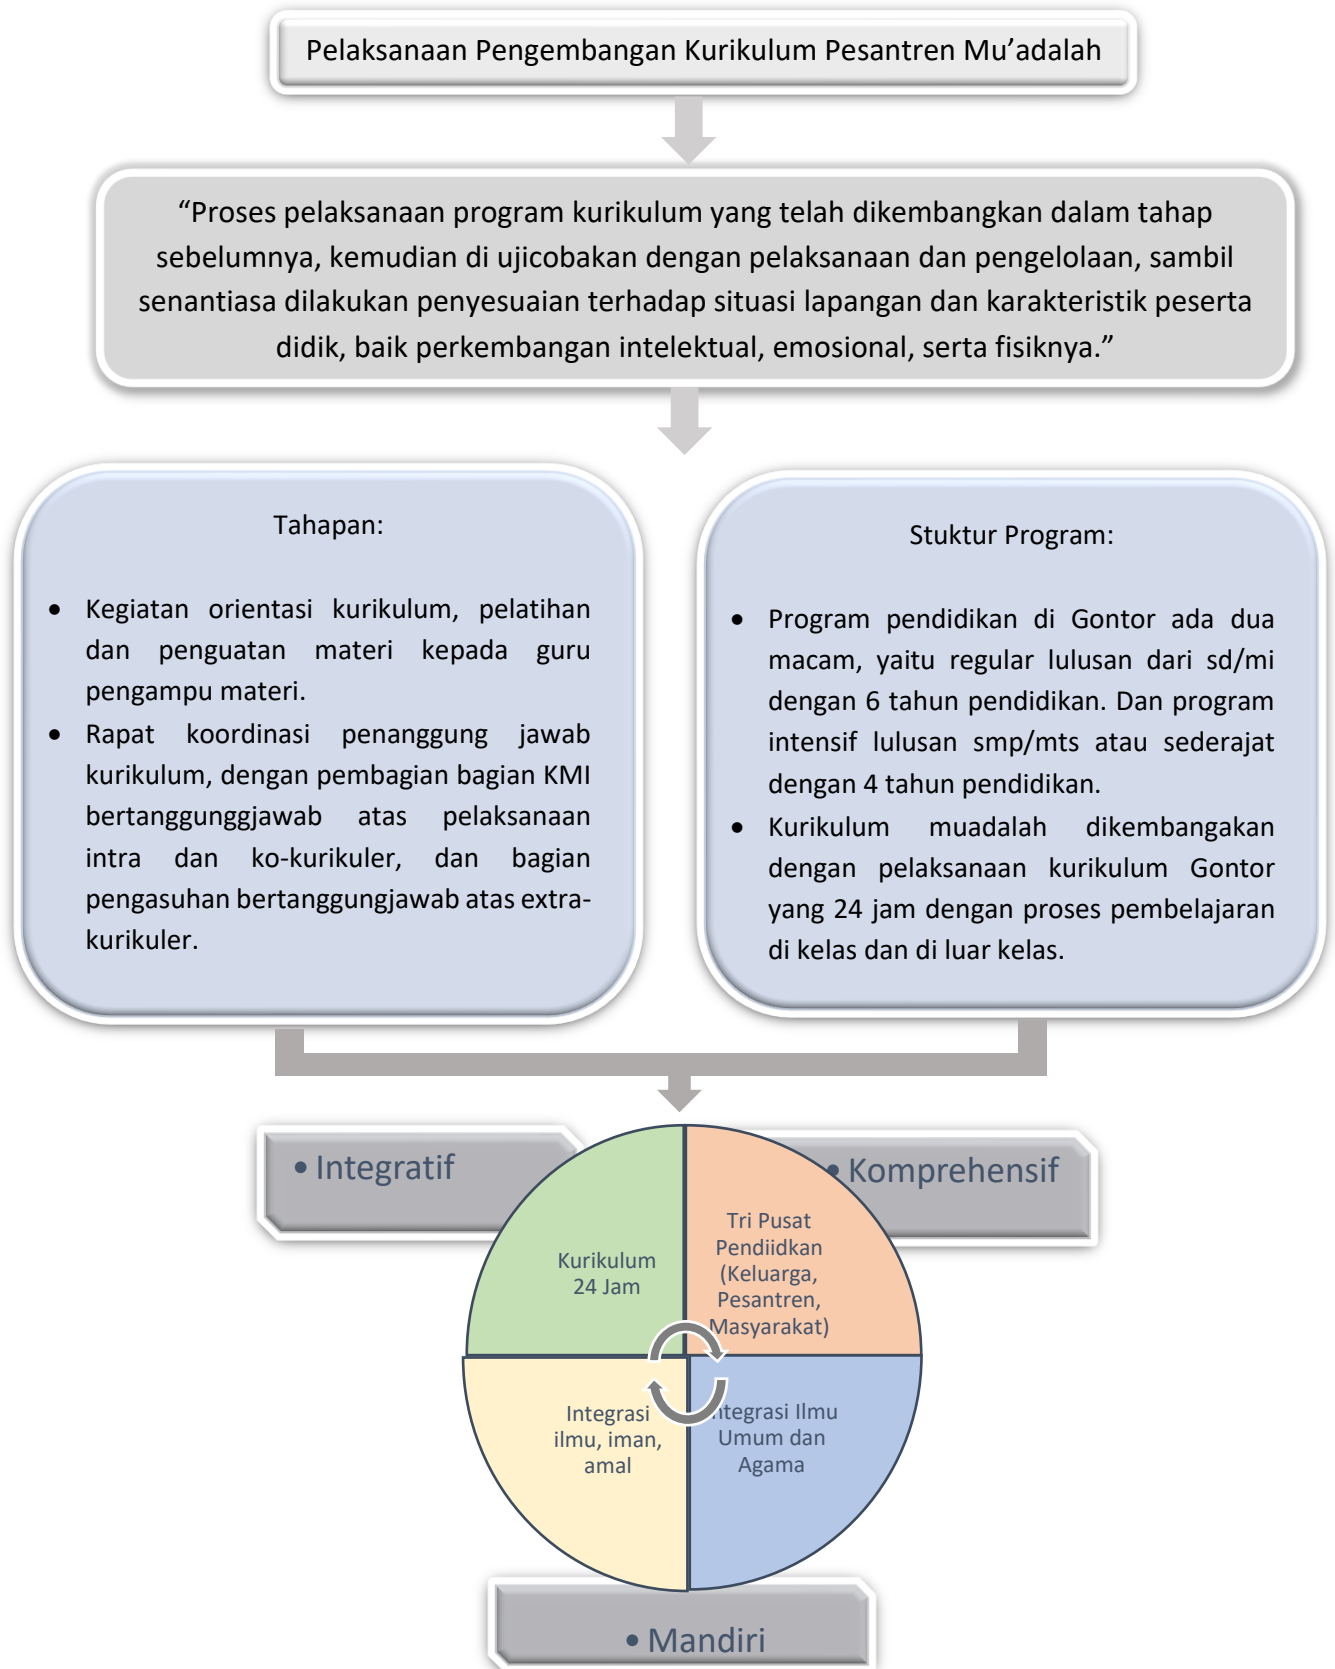 Pelaksanaan Pengembangan Kurikulum Pesantren Mu’adalah
“Proses pelaksanaan program kurikulum yang telah dikembangkan dalam tahap
sebelumnya, kemudian di ujicobakan dengan pelaksanaan dan pengelolaan, sambil
senantiasa dilakukan penyesuaian terhadap situasi lapangan dan karakteristik peserta
didik, baik perkembangan intelektual, emosional, serta fisiknya.”
Tahapan:
• Kegiatan orientasi kurikulum, pelatihan
dan penguatan materi kepada guru
pengampu materi.
• Rapat koordinasi penanggung jawab
kurikulum, dengan pembagian bagian KMI
bertanggunggjawab atas pelaksanaan
intra dan ko-kurikuler, dan bagian
pengasuhan bertanggungjawab atas extra-
kurikuler.
Stuktur Program:
• Program pendidikan di Gontor ada dua
macam, yaitu regular lulusan dari sd/mi
dengan 6 tahun pendidikan. Dan program
intensif lulusan smp/mts atau sederajat
dengan 4 tahun pendidikan.
• Kurikulum muadalah dikembangakan
dengan pelaksanaan kurikulum Gontor
yang 24 jam dengan proses pembelajaran
di kelas dan di luar kelas.
• Integratif
• Komprehensif
Kurikulum
24 Jam
Tri Pusat
Pendiidkan
(Keluarga,
Pesantren,
Masyarakat)
Integrasi
ilmu, iman,
amal
Integrasi Ilmu
Umum dan
Agama
• Mandiri